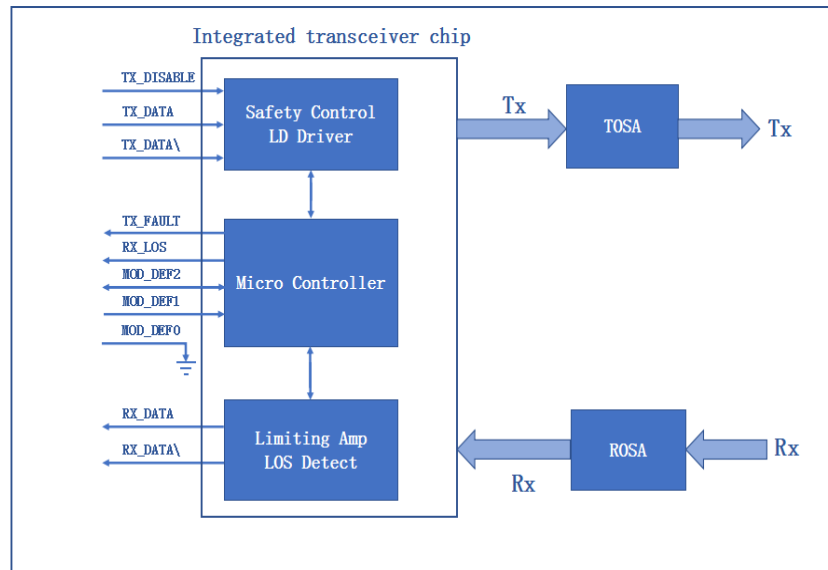 Integrated transceiver chip
TX_DISABLE
TX_DATA
TX_DATA\
Safety Control
LD Driver
Tx
TOSA
Tx
TX_FAULT
RX_LOS
MOD_DEF2
MOD_DEF1
MOD_DEF0
Micro Controller
RX_DATA
RX_DATA\
Limiting Amp
LOS Detect
Rx
ROSA
Rx